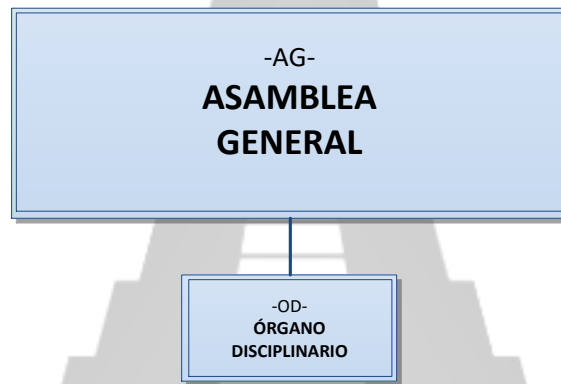 -AG-
ASAMBLEA
GENERAL
-OD-
ÓRGANO
DISCIPLINARIO